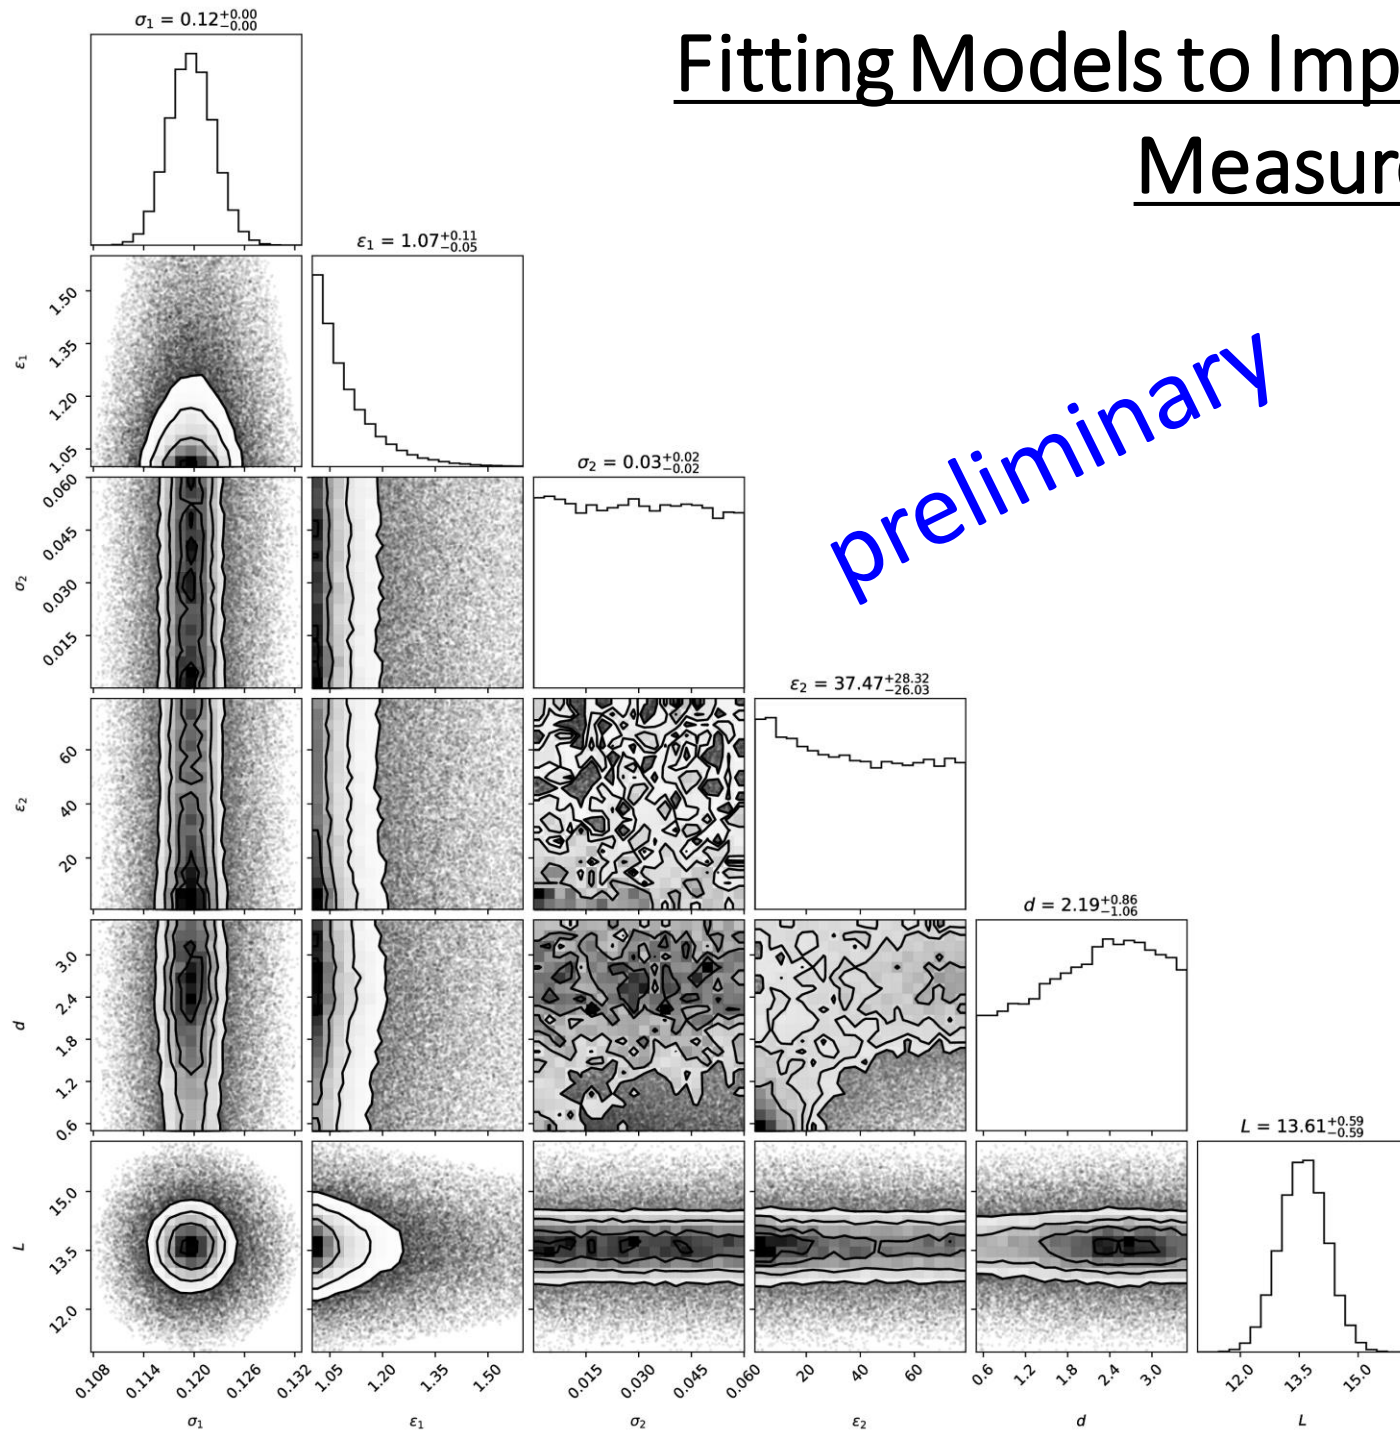 σ₁ = 0.12⁺⁰·⁰⁰₋₀.₀₀
Fitting Models to Imp
Measur
ε₁ = 1.07⁺⁰·¹¹₋₀.₀₅
preliminary
σ₂ = 0.03⁺⁰·⁰²₋₀.₀₂
ε₂ = 37.47⁺²⁸·³²₋₂₆.₀₃
d = 2.19⁺⁰·⁸⁶₋₁.₀₆
L = 13.61⁺⁰·⁵⁹₋₀.₅₉
ε₁
1.50
1.35
1.20
1.05
σ₂
0.060
0.045
0.030
0.015
ε₂
60
40
20
d
3.0
2.4
1.8
1.2
0.6
L
15.0
13.5
12.0
0.108 0.114 0.120 0.126 0.132 1.05 1.20 1.35 1.50 0.015 0.030 0.045 0.060 20 40 60 0.6 1.2 1.8 2.4 3.0 12.0 13.5 15.0
σ₁ ε₁ σ₂ ε₂ d L